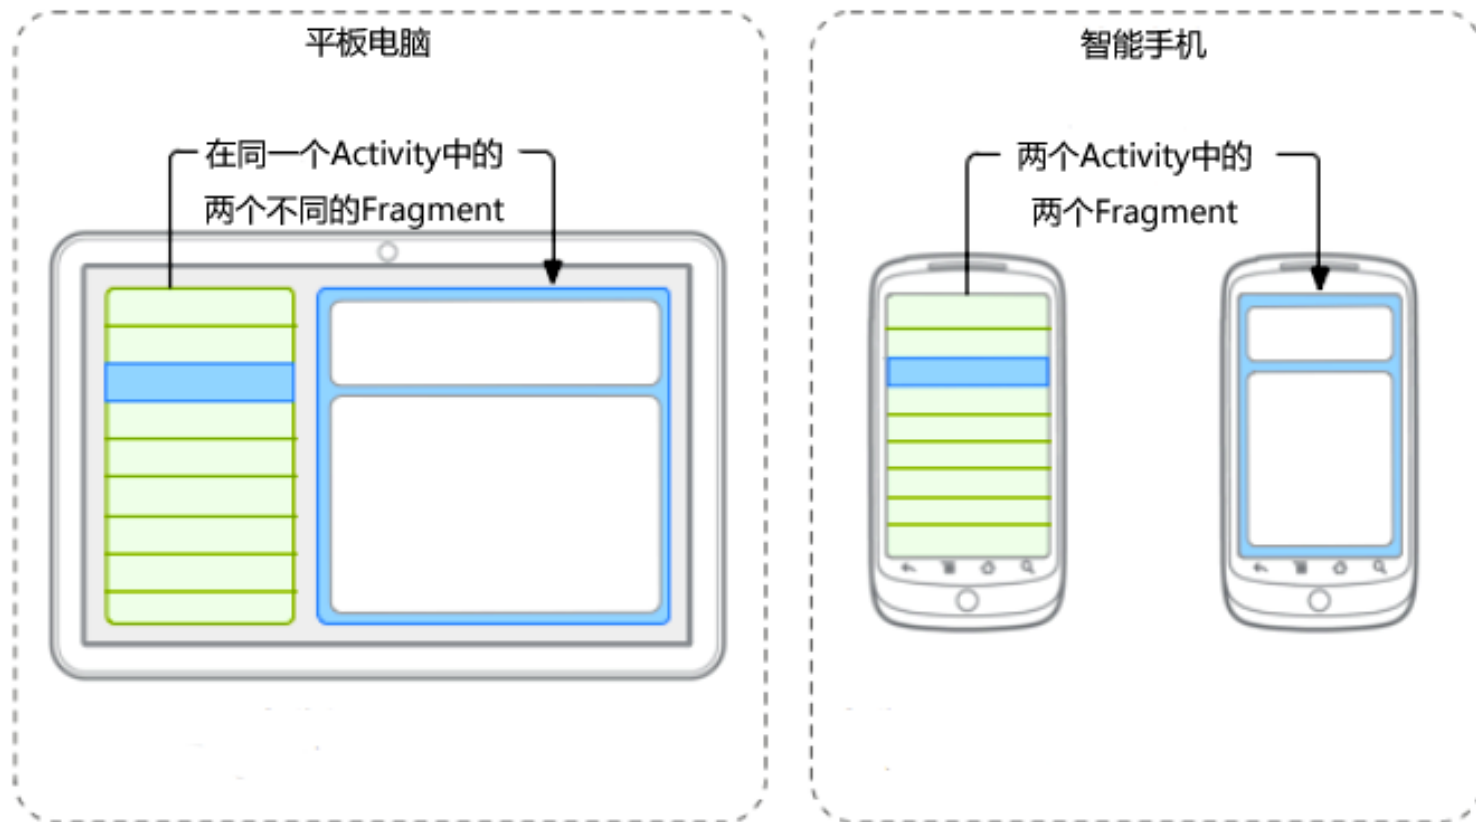 平板电脑
在同一个Activity中的
两个不同的Fragment
智能手机
两个Activity中的
两个Fragment